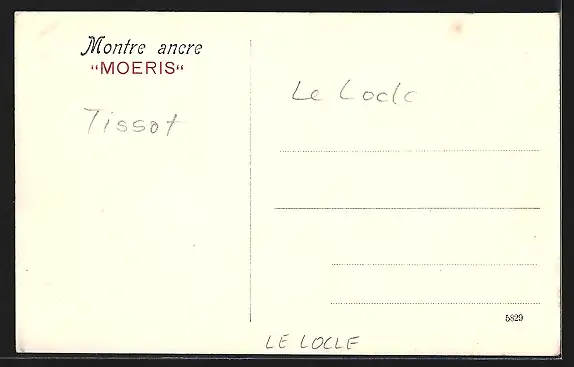 Montre ancre
"MOERIS"
Tissot
Le Locle
5829
LE LOCLE